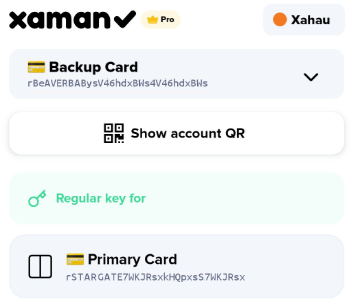 xaman
Pro
Xahau
Backup Card
rBeAVERBABysV46hdxBWs4V46hdxBWs
Show account QR
Regular key for
Primary Card
rSTARGATE7WKJRsxkHQpxsS7WKJRsx